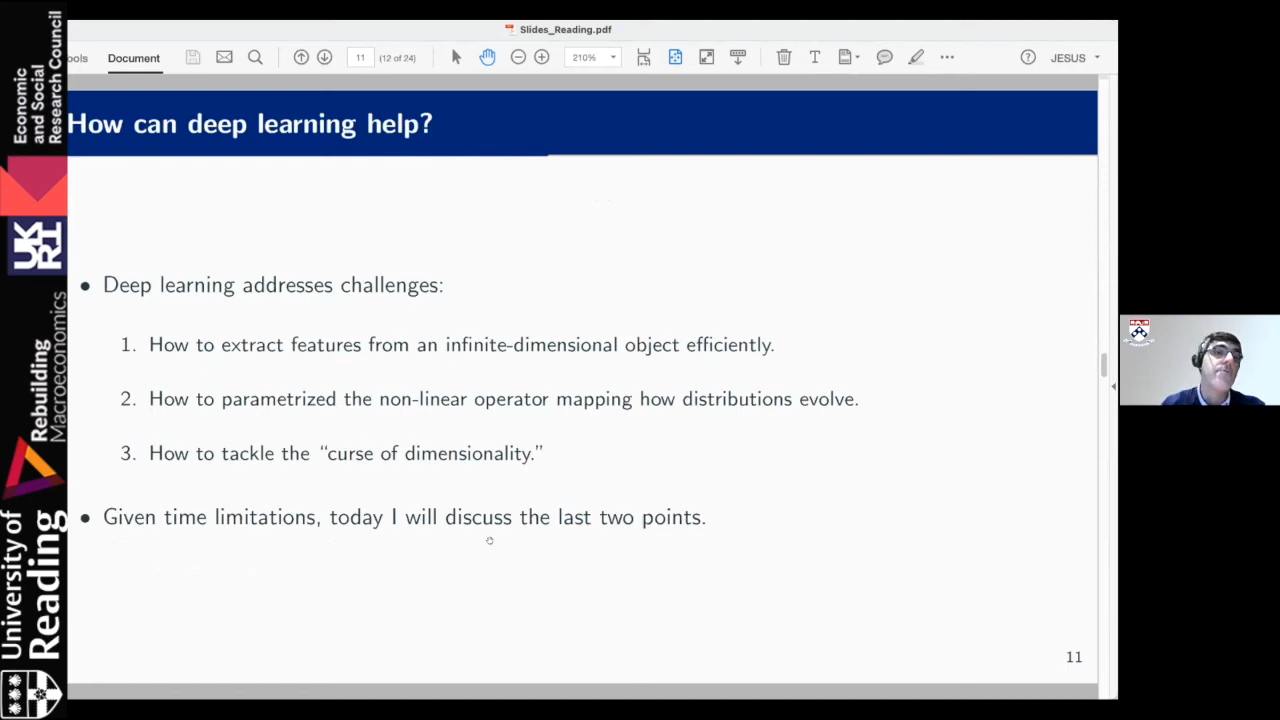 Economic
and Social
Research Council
UKRI
Rebuilding
Macroeconomics
University of
Reading
Slides_Reading.pdf
ools
Document
11
(12 of 24)
210%
JESUS
How can deep learning help?
• Deep learning addresses challenges:
1. How to extract features from an infinite-dimensional object efficiently.
2. How to parametrized the non-linear operator mapping how distributions evolve.
3. How to tackle the “curse of dimensionality.”
• Given time limitations, today I will discuss the last two points.
11